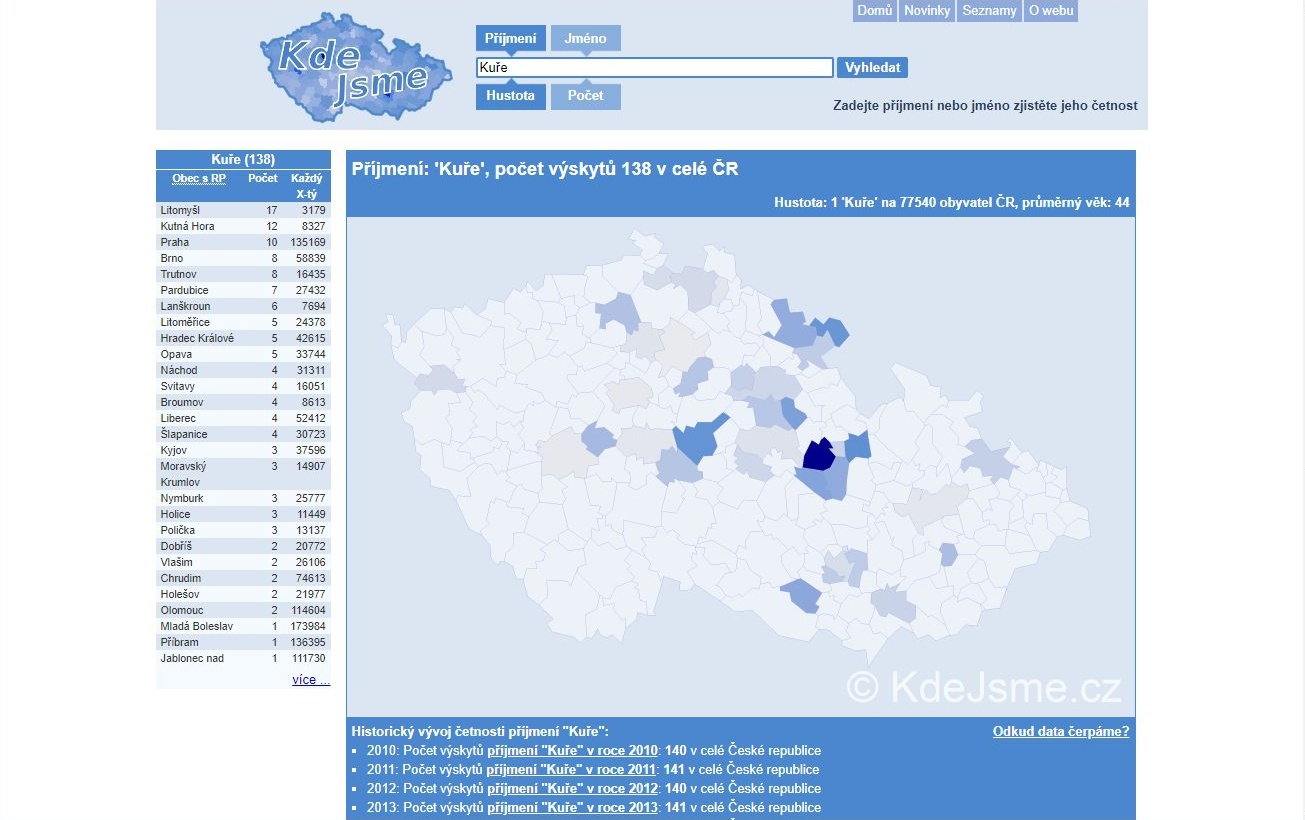 Domů Novinky Seznamy O webu
Kde
Jsme
Příjmení Jméno
Kuře Vyhledat
Hustota Počet
Zadejte příjmení nebo jméno zjistěte jeho četnost
Kuře (138)
Obec s RP Počet Každý X-tý
Litomyšl 17 3179
Kutná Hora 12 8327
Praha 10 135169
Brno 8 58839
Trutnov 8 16435
Pardubice 7 27432
Lanškroun 6 7694
Litoměřice 5 24378
Hradec Králové 5 42615
Opava 5 33744
Náchod 4 31311
Svitavy 4 16051
Broumov 4 8613
Liberec 4 52412
Šlapanice 4 30723
Kyjov 3 37596
Moravský Krumlov 3 14907
Nymburk 3 25777
Holice 3 11449
Polička 3 13137
Dobříš 2 20772
Vlašim 2 26106
Chrudim 2 74613
Holešov 2 21977
Olomouc 2 114604
Mladá Boleslav 1 173984
Příbram 1 136395
Jablonec nad 1 111730
více ...
Příjmení: 'Kuře', počet výskytů 138 v celé ČR
Hustota: 1 'Kuře' na 77540 obyvatel ČR, průměrný věk: 44
© KdeJsme.cz
Historický vývoj četnosti příjmení "Kuře": Odkud data čerpáme?
2010: Počet výskytů příjmení "Kuře" v roce 2010: 140 v celé České republice
2011: Počet výskytů příjmení "Kuře" v roce 2011: 141 v celé České republice
2012: Počet výskytů příjmení "Kuře" v roce 2012: 140 v celé České republice
2013: Počet výskytů příjmení "Kuře" v roce 2013: 141 v celé České republice